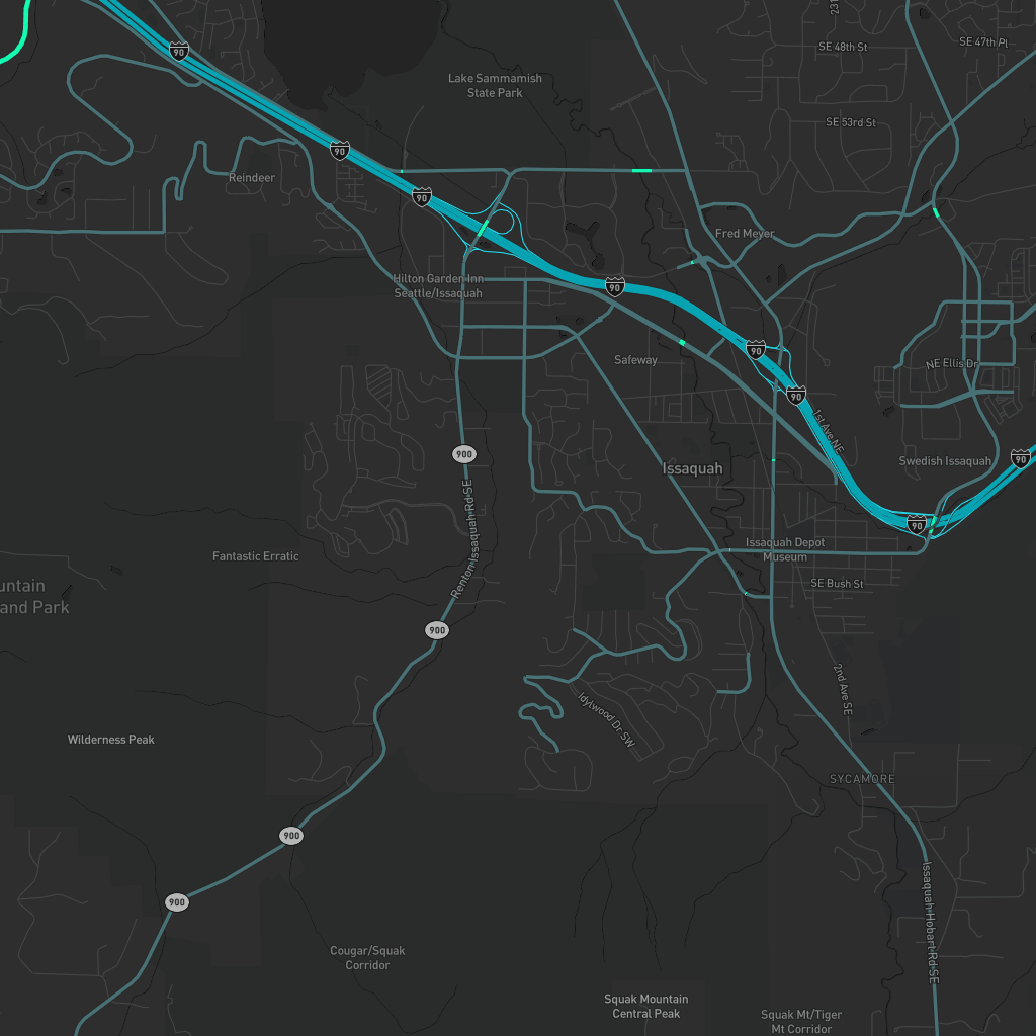 231
SE 48th St
SE 47th Pl
90
Lake Sammamish
State Park
SE 53rd St
90
Reindeer
90
Fred Meyer
Hilton Garden Inn
Seattle/Issaquah
90
90
Safeway
NE Ellis Dr
90
1st Ave NE
900
90
Swedish Issaquah
Issaquah
Renton Issaquah Rd SE
90
Issaquah Depot
Museum
Fantastic Erratic
SE Bush St
untain
and Park
900
2nd Ave SE
Idylwood Dr SW
Wilderness Peak
SYCAMORE
900
900
Issaquah Hobart Rd SE
Cougar/Squak
Corridor
Squak Mountain
Central Peak
Squak Mt/Tiger
Mt Corridor